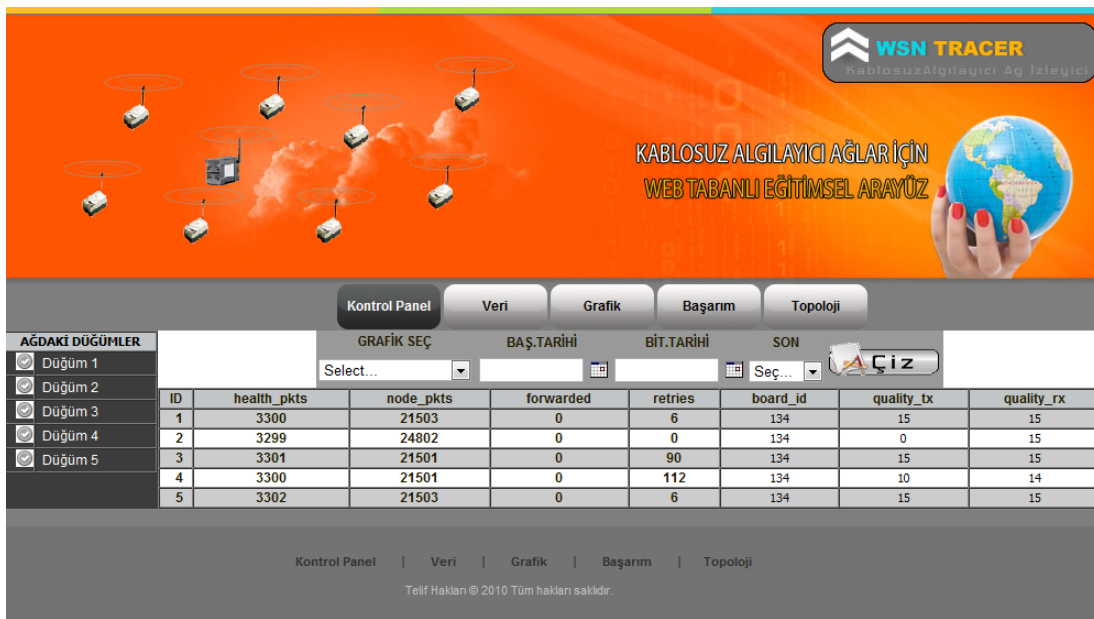 WSN TRACER
KablosuzAlgılayıcı Ag İzleyici
KABLOSUZ ALGILAYICI AĞLAR İÇİN
WEB TABANLI EĞİTİMSEL ARAYÜZ
Kontrol Panel Veri Grafik Başarım Topoloji
AĞDAKİ DÜĞÜMLER
Düğüm 1
Düğüm 2
Düğüm 3
Düğüm 4
Düğüm 5
GRAFİK SEÇ BAŞ.TARİHİ BİT.TARİHİ SON
Select... Seç... Çiz
ID health_pkts node_pkts forwarded retries board_id quality_tx quality_rx
1 3300 21503 0 6 134 15 15
2 3299 24802 0 0 134 0 15
3 3301 21501 0 90 134 15 15
4 3300 21501 0 112 134 10 14
5 3302 21503 0 6 134 15 15
Kontrol Panel | Veri | Grafik | Başarım | Topoloji
Telif Hakları © 2010 Tüm hakları saklıdır.